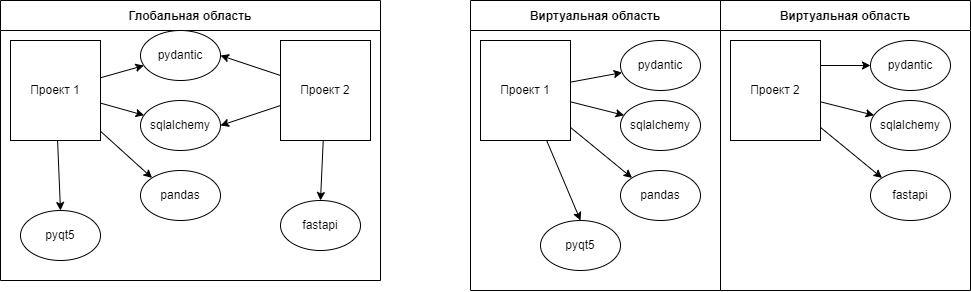 Глобальная область
Проект 1
pydantic
Проект 2
sqlalchemy
pandas
pyqt5
fastapi
Виртуальная область
Проект 1
pydantic
sqlalchemy
pandas
pyqt5
Виртуальная область
Проект 2
pydantic
sqlalchemy
fastapi